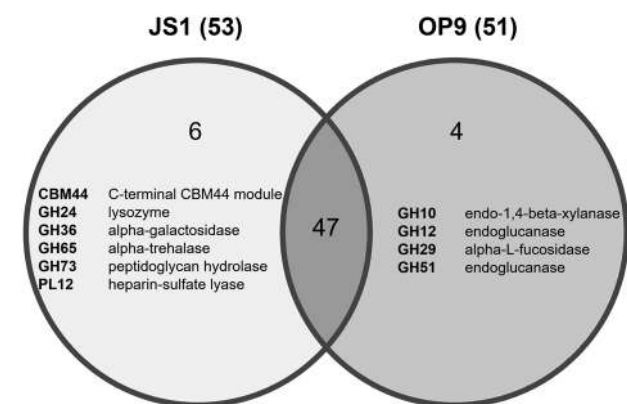 JS1 (53) OP9 (51)
6 4
CBM44 C-terminal CBM44 module
GH24 lysozyme
GH36 alpha-galactosidase
GH65 alpha-trehalase
GH73 peptidoglycan hydrolase
PL12 heparin-sulfate lyase
47
GH10 endo-1,4-beta-xylanase
GH12 endoglucanase
GH29 alpha-L-fucosidase
GH51 endoglucanase